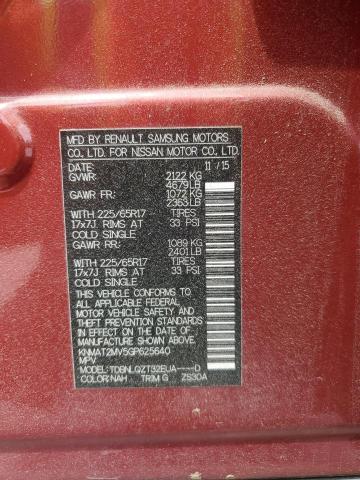 MFD BY RENAULT SAMSUNG MOTORS
CO., LTD. FOR NISSAN MOTOR CO., LTD.
DATE: 11 / 15
GVWR: 2122 KG
4679 LB
GAWR FR: 1072 KG
2363 LB
WITH 225/65R17 TIRES
17x7J RIMS AT 33 PSI
COLD SINGLE
GAWR RR: 1089 KG
2401 LB
WITH 225/65R17 TIRES
17x7J RIMS AT 33 PSI
COLD SINGLE
THIS VEHICLE CONFORMS TO ALL
APPLICABLE FEDERAL MOTOR VEHICLE
SAFETY, BUMPER, AND THEFT
PREVENTION STANDARDS IN EFFECT ON
THE DATE OF MANUFACTURE SHOWN ABOVE.
KNMAT2MV5GP625640
MPV
MODEL: TDBNLQZT32EUA----D
COLOR: NAH TRIM G ZS30A